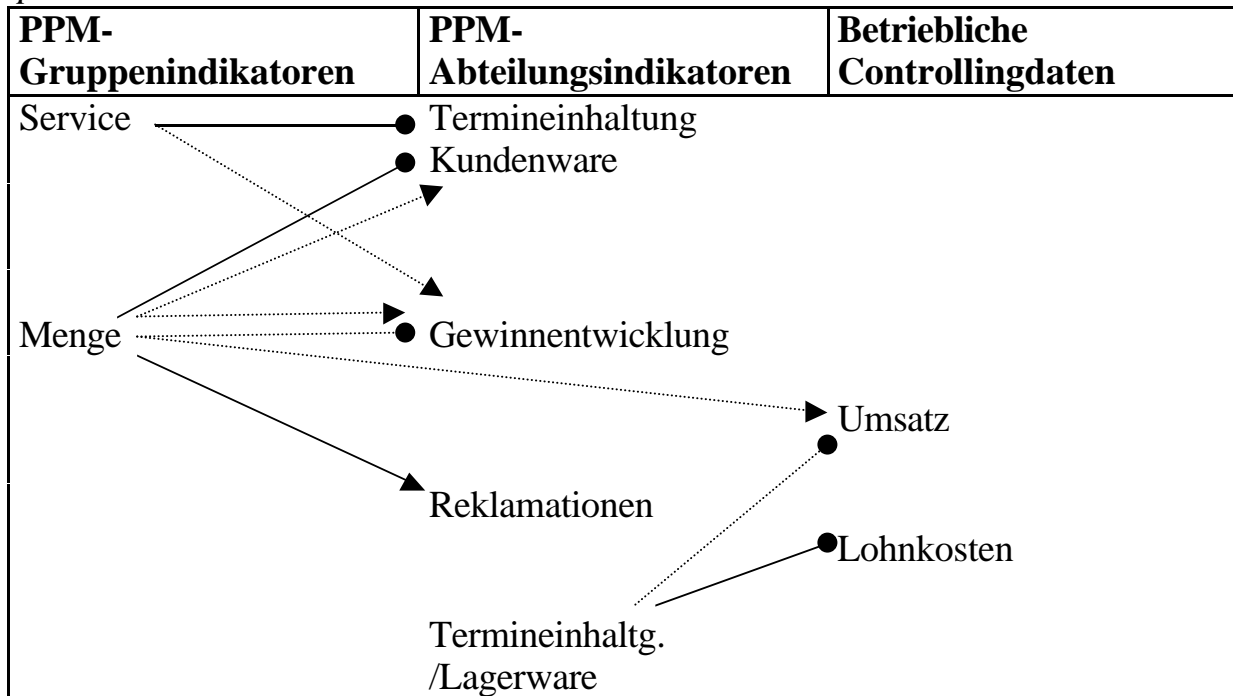 PPM-
Gruppenindikatoren
PPM-
Abteilungsindikatoren
Betriebliche
Controllingdaten
Service
Termineinhaltung
Kundenware
Menge
Gewinnentwicklung
Umsatz
Reklamationen
Lohnkosten
Termineinhaltg.
/Lagerware